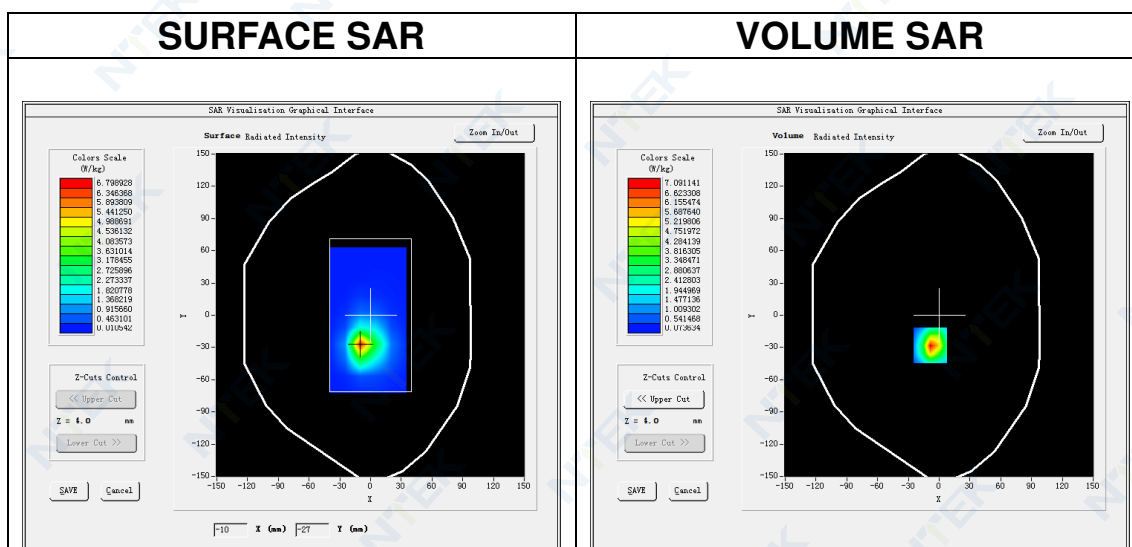 SURFACE SAR
SAR Visualisation Graphical Interface
Surface Radiated Intensity
Zoom In/Out
Colors Scale
(W/kg)
6.798928
6.346368
5.893809
5.441250
4.988691
4.536132
4.083573
3.631014
3.178455
2.725896
2.273337
1.820778
1.368219
0.915660
0.463101
0.010542
150
120
90
60
30
0
-30
-60
-90
-120
-150
Y
-150 -120 -90 -60 -30 0 30 60 90 120 150
X
Z-Cuts Control
<< Upper Cut
Z = 4.0 mm
Lower Cut >>
SAVE Cancel
-10 X (mm) -27 Y (mm)
VOLUME SAR
SAR Visualisation Graphical Interface
Volume Radiated Intensity
Zoom In/Out
Colors Scale
(W/kg)
7.091141
6.623308
6.155474
5.687640
5.219806
4.751972
4.284139
3.816305
3.348471
2.880637
2.412803
1.944969
1.477136
1.009302
0.541468
0.073634
150
120
90
60
30
0
-30
-60
-90
-120
-150
Y
-150 -120 -90 -60 -30 0 30 60 90 120 150
X
Z-Cuts Control
<< Upper Cut
Z = 4.0 mm
Lower Cut >>
SAVE Cancel
NTEK